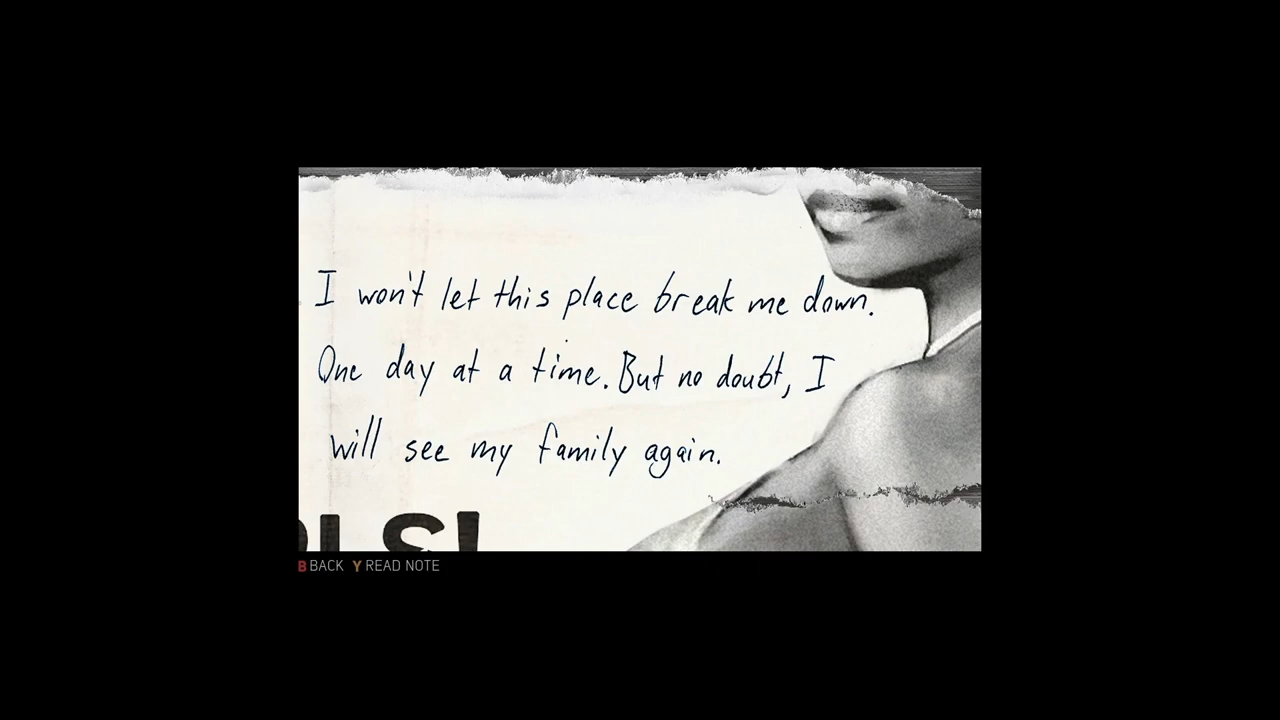 I won't let this place break me down.
One day at a time. But no doubt, I
will see my family again.
LS!
B BACK Y READ NOTE